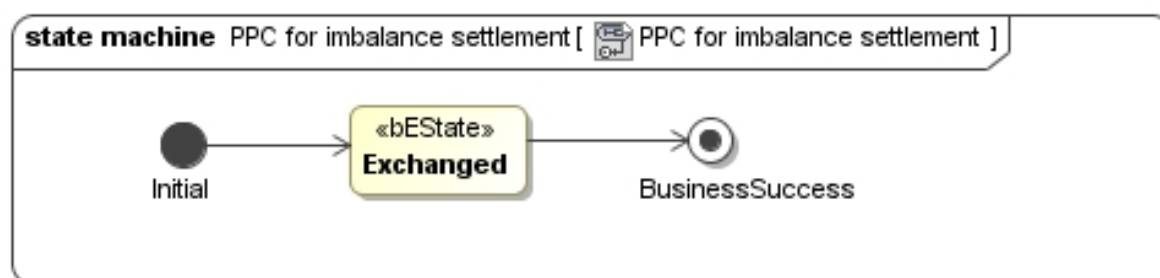 state machine PPC for imbalance settlement [ PPC for imbalance settlement ]
«bEState»
Exchanged
Initial
BusinessSuccess